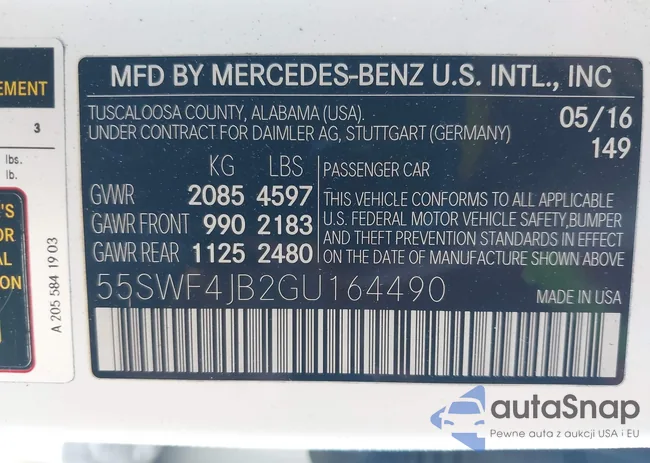 MFD BY MERCEDES-BENZ U.S. INTL., INC
TUSCALOOSA COUNTY, ALABAMA (USA).
UNDER CONTRACT FOR DAIMLER AG, STUTTGART (GERMANY)
05/16
149
KG LBS
GVWR 2085 4597
GAWR FRONT 990 2183
GAWR REAR 1125 2480
PASSENGER CAR
THIS VEHICLE CONFORMS TO ALL APPLICABLE
U.S. FEDERAL MOTOR VEHICLE SAFETY,BUMPER
AND THEFT PREVENTION STANDARDS IN EFFECT
ON THE DATE OF MANUFACTURE SHOWN ABOVE
55SWF4JB2GU164490
MADE IN USA
EMENT
3
lbs.
lb.
'S
OR
AL
ION
A 205 584 19 03
autaSnap
Pewne auta z aukcji USA i EU